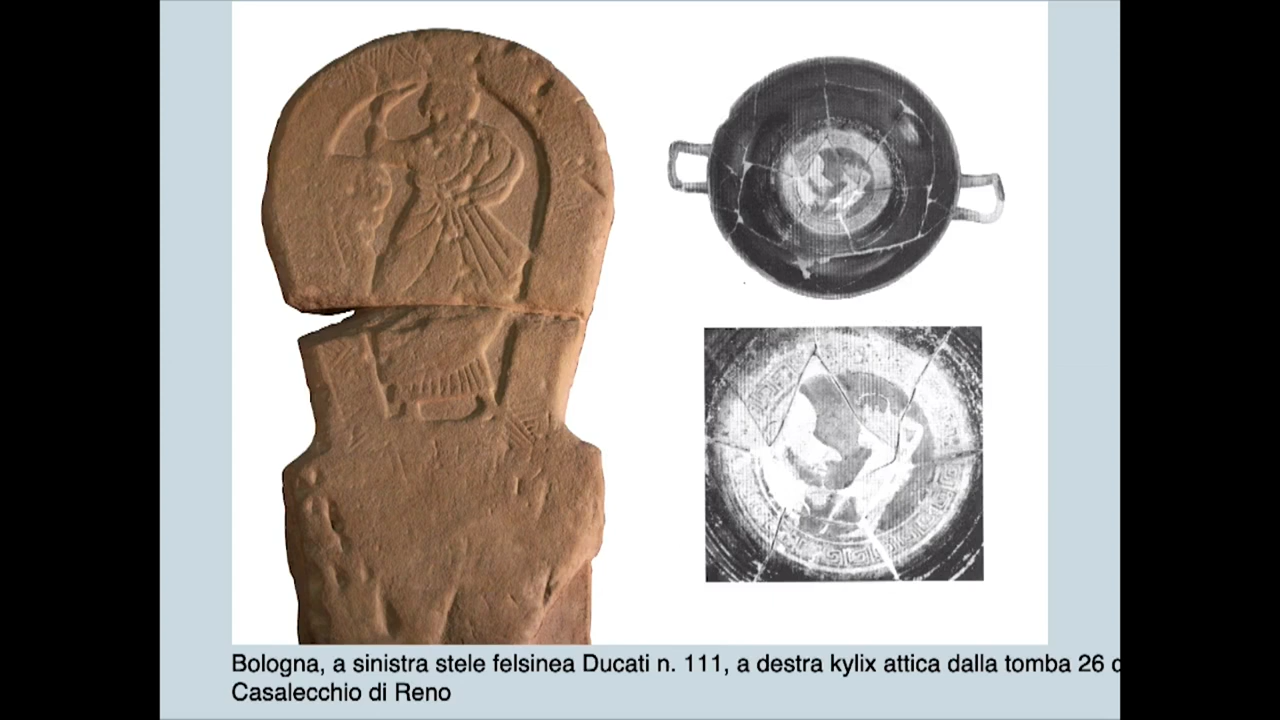 Bologna, a sinistra stele felsinea Ducati n. 111, a destra kylix attica dalla tomba 26
Casalecchio di Reno